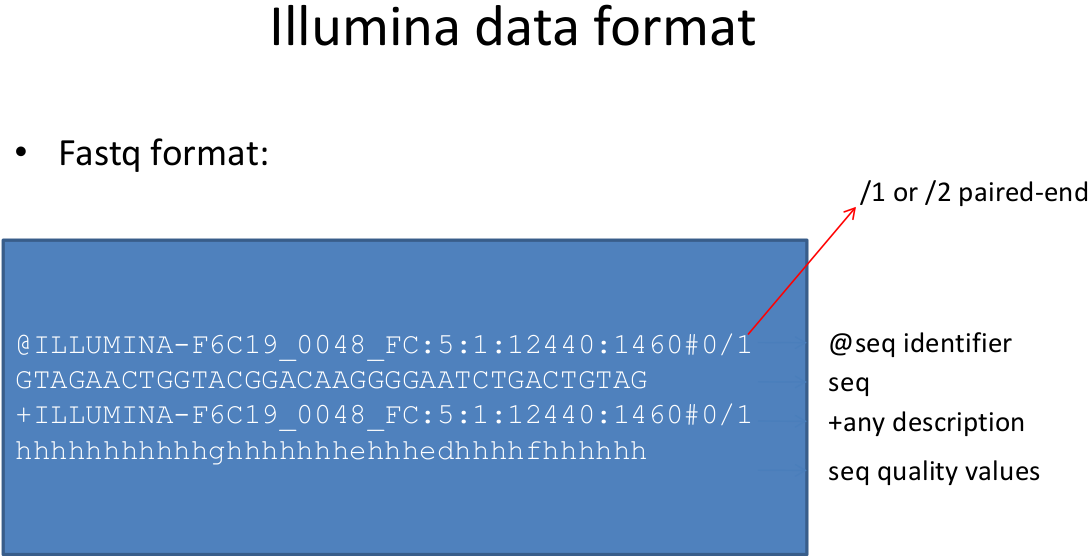 Illumina data format
• Fastq format:
/1 or /2 paired-end
@ILLUMINA-F6C19_0048_FC:5:1:12440:1460#0/1
@seq identifier
GTAGAACTGGTACGGACAAGGGGAATCTGACTGTAG
seq
+ILLUMINA-F6C19_0048_FC:5:1:12440:1460#0/1
+any description
hhhhhhhhhhhghhhhhhhehhhedhhhhfhhhhhh
seq quality values